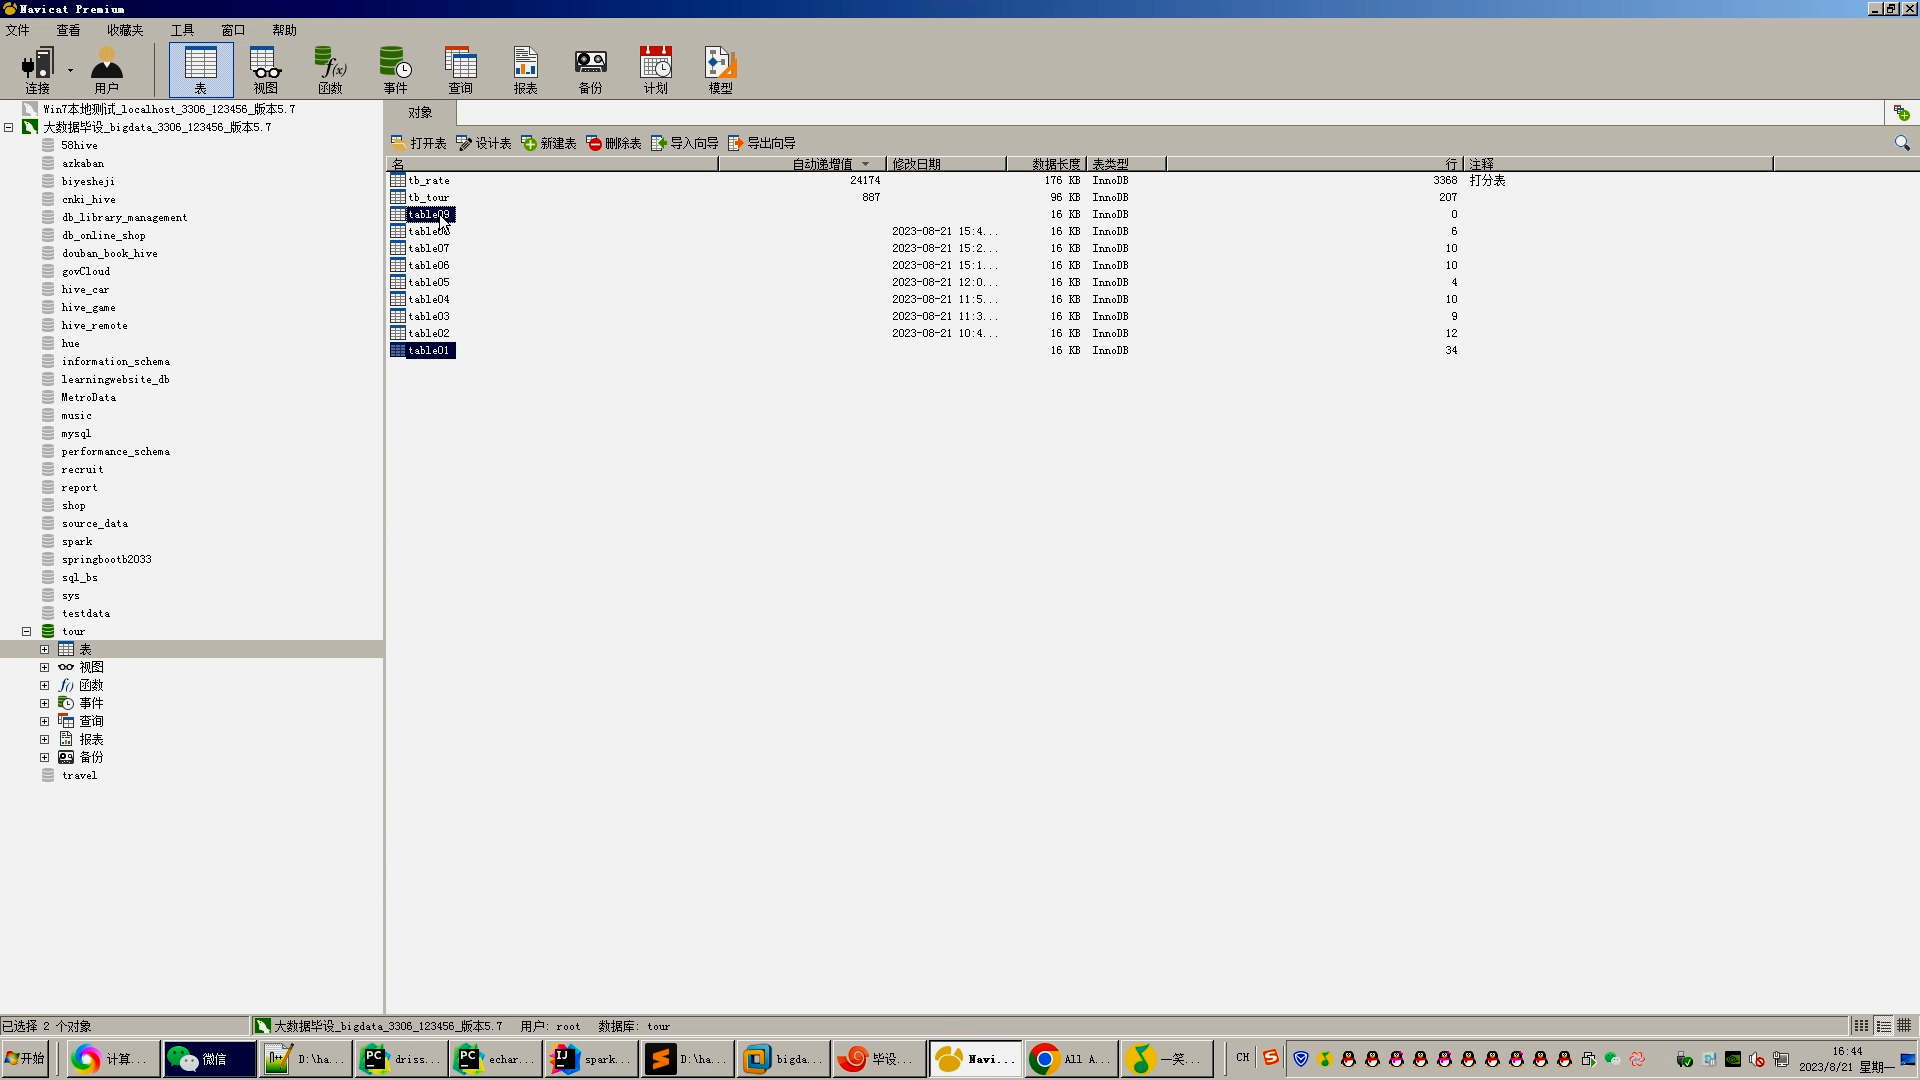 Navicat Premium
文件 查看 收藏夹 工具 窗口 帮助
连接 用户 表 视图 函数 事件 查询 报表 备份 计划 模型
Win7本地测试_localhost_3306_123456_版本5.7
大数据毕设_bigdata_3306_123456_版本5.7
58hive
azkaban
biyesheji
cnki_hive
db_library_management
db_online_shop
douban_book_hive
govCloud
hive_car
hive_game
hive_remote
hue
information_schema
learningwebsite_db
MetroData
music
mysql
performance_schema
recruit
report
shop
source_data
spark
springbootb2033
sql_bs
sys
testdata
tour
表
视图
函数
事件
查询
报表
备份
travel
对象
打开表 设计表 新建表 删除表 导入向导 导出向导
名 自动递增值 修改日期 数据长度 表类型 行 注释
tb_rate 24174 176 KB InnoDB 3368 打分表
tb_tour 887 96 KB InnoDB 207
table09 16 KB InnoDB 0
table08 2023-08-21 15:4... 16 KB InnoDB 6
table07 2023-08-21 15:2... 16 KB InnoDB 10
table06 2023-08-21 15:1... 16 KB InnoDB 10
table05 2023-08-21 12:0... 16 KB InnoDB 4
table04 2023-08-21 11:5... 16 KB InnoDB 10
table03 2023-08-21 11:3... 16 KB InnoDB 9
table02 2023-08-21 10:4... 16 KB InnoDB 12
table01 16 KB InnoDB 34
已选择 2 个对象 大数据毕设_bigdata_3306_123456_版本5.7 用户: root 数据库: tour
开始 计算... 微信 D:\ha... driss... echar... spark... D:\ha... bigda... 毕设... Navi... All A... 一笑... CH 16:44
2023/8/21 星期一